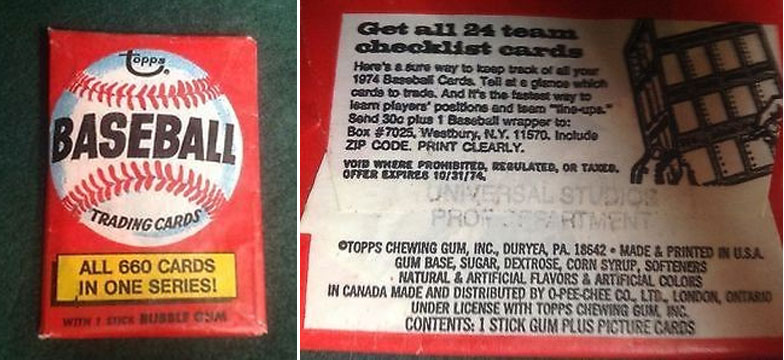 Topps
BASEBALL
TRADING CARDS
ALL 660 CARDS
IN ONE SERIES!
WITH 1 STICK BUBBLE GUM
Get all 24 team
checklist cards
Here's a sure way to keep track of all your
1974 Baseball Cards. Tell at a glance which
cards to trade. And it's the fastest way to
learn players' positions and team "line-ups."
Send 30c plus 1 Baseball wrapper to:
Box #7025, Westbury, N.Y. 11570. Include
ZIP CODE. PRINT CLEARLY.
VOID WHERE PROHIBITED, REGULATED, OR TAXED.
OFFER EXPIRES 10/31/74.
UNIVERSAL STUDIOS
PROP DEPARTMENT
©TOPPS CHEWING GUM, INC., DURYEA, PA. 18642 • MADE & PRINTED IN U.S.A.
GUM BASE, SUGAR, DEXTROSE, CORN SYRUP, SOFTENERS
NATURAL & ARTIFICIAL FLAVORS & ARTIFICIAL COLORS
IN CANADA MADE AND DISTRIBUTED BY O-PEE-CHEE CO., LTD., LONDON, ONTARIO
UNDER LICENSE WITH TOPPS CHEWING GUM, INC.
CONTENTS: 1 STICK GUM PLUS PICTURE CARDS